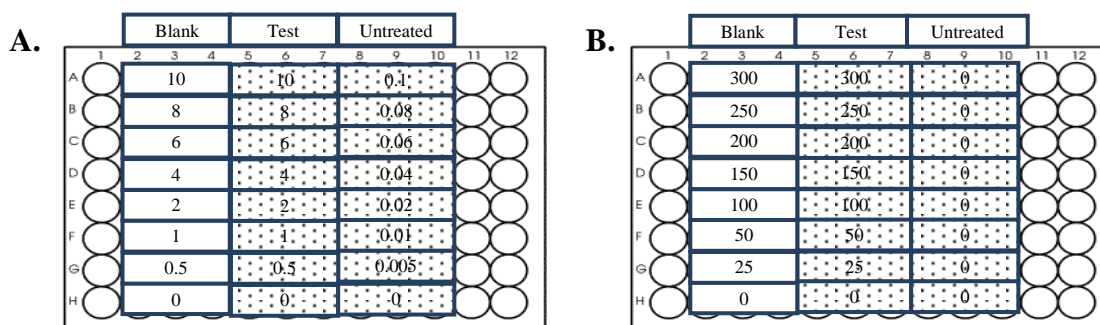 A.
Blank Test Untreated
1 2 3 4 5 6 7 8 9 10 11 12
A 10 10 0.1
B 8 8 0.08
C 6 6 0.06
D 4 4 0.04
E 2 2 0.02
F 1 1 0.01
G 0.5 0.5 0.005
H 0 0 0
B.
Blank Test Untreated
1 2 3 4 5 6 7 8 9 10 11 12
A 300 300 0
B 250 250 0
C 200 200 0
D 150 150 0
E 100 100 0
F 50 50 0
G 25 25 0
H 0 0 0